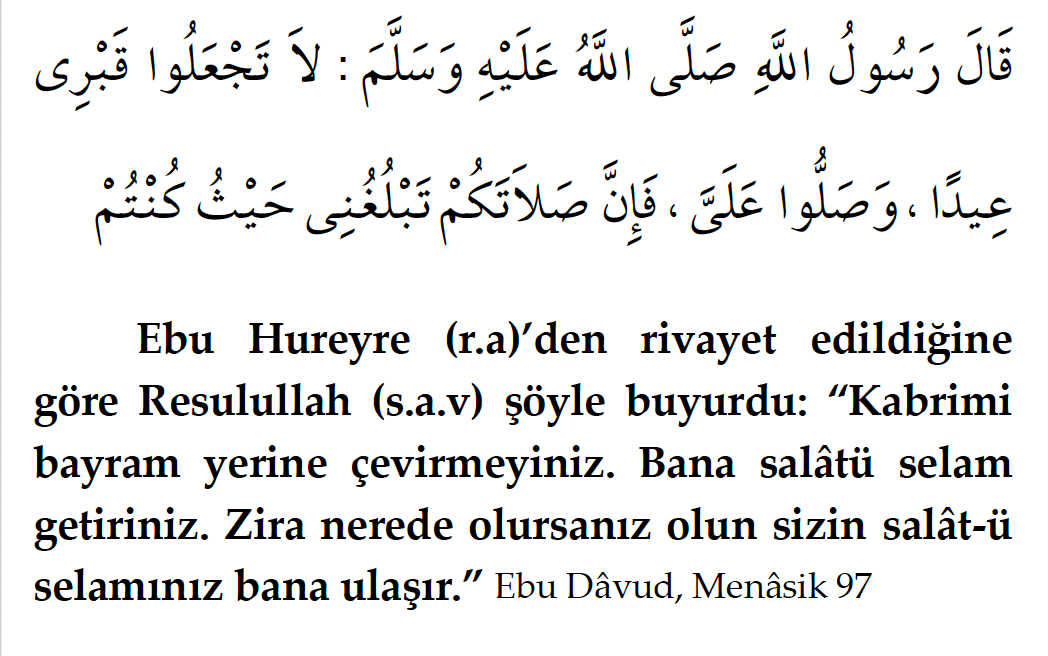 قَالَ رَسُولُ اللَّهِ صَلَّى اللَّهُ عَلَيْهِ وَسَلَّمَ : لاَ تَجْعَلُوا قَبْرِى
عِيدًا ، وَصَلُّوا عَلَىَّ ، فَإِنَّ صَلاَتَكُمْ تَبْلُغُنِى حَيْثُ كُنْتُمْ
Ebu Hureyre (r.a)’den rivayet edildiğine
göre Resulullah (s.a.v) şöyle buyurdu: “Kabrimi
bayram yerine çevirmeyiniz. Bana salâtü selam
getiriniz. Zira nerede olursanız olun sizin salât-ü
selamınız bana ulaşır.” Ebu Dâvud, Menâsik 97